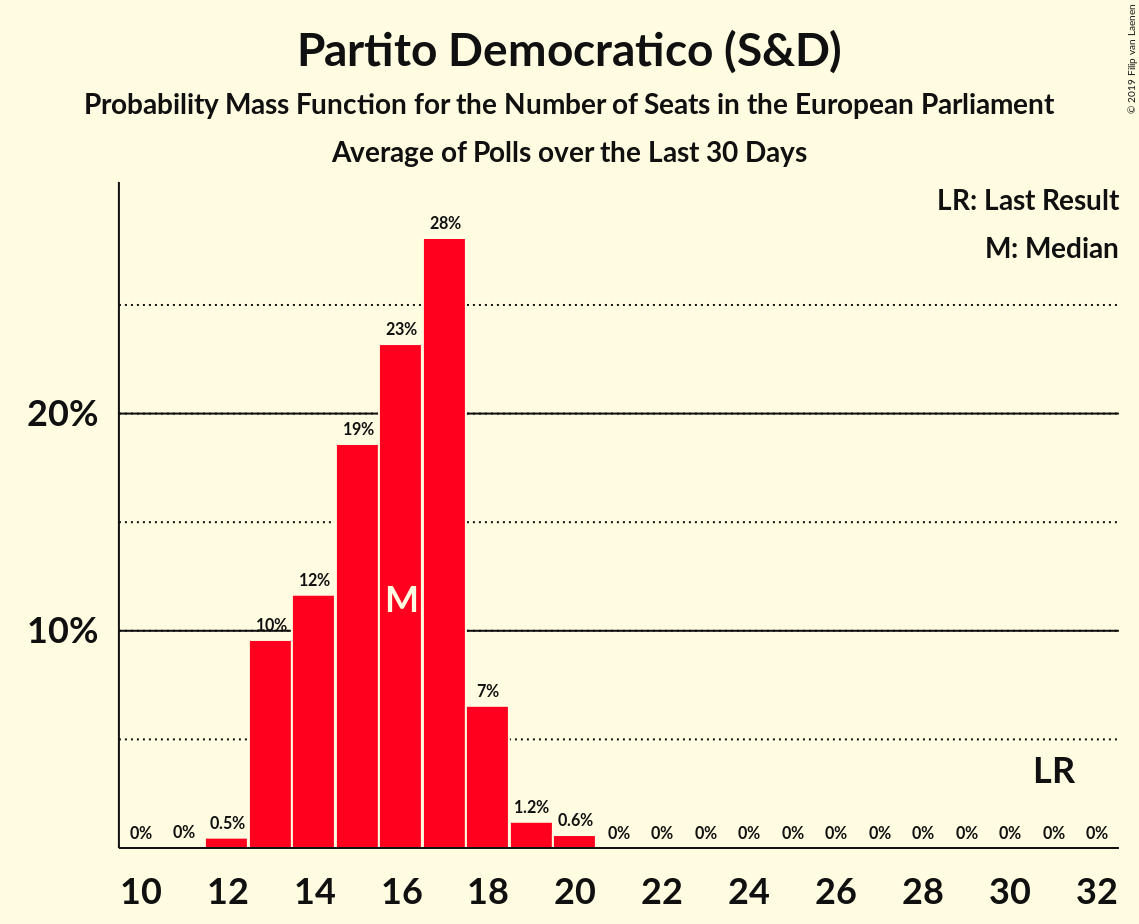 Partito Democratico (S&D)
Probability Mass Function for the Number of Seats in the European Parliament
Average of Polls over the Last 30 Days
© 2019 Filip van Laenen
LR: Last Result
M: Median
28%
23%
20%
19%
12%
M
10%
10%
7%
LR
1.2%
0% 0% 0.5% 0.6% 0% 0% 0% 0% 0% 0% 0% 0% 0% 0% 0% 0%
10 12 14 16 18 20 22 24 26 28 30 32